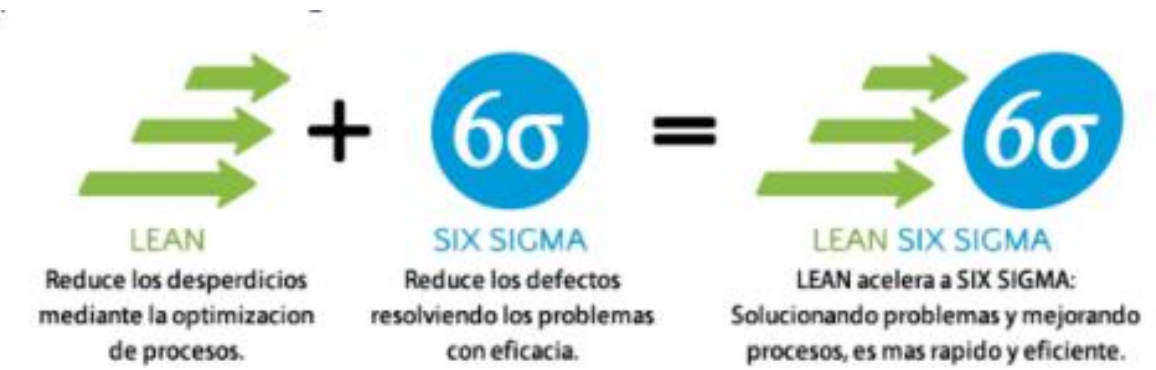 +
6σ
=
6σ
LEAN
Reduce los desperdicios
mediante la optimizacion
de procesos.
SIX SIGMA
Reduce los defectos
resolviendo los problemas
con eficacia.
LEAN SIX SIGMA
LEAN acelera a SIX SIGMA:
Solucionando problemas y mejorando
procesos, es mas rapido y eficiente.